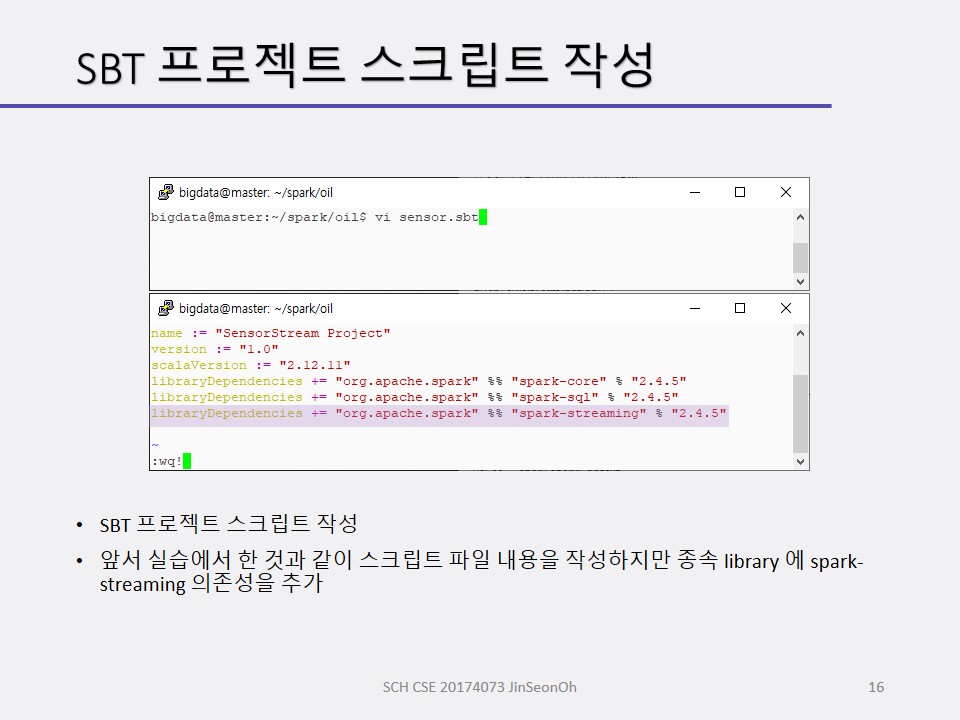 SBT 프로젝트 스크립트 작성
bigdata@master: ~/spark/oil
bigdata@master:~/spark/oil$ vi sensor.sbt
bigdata@master: ~/spark/oil
name := "SensorStream Project"
version := "1.0"
scalaVersion := "2.12.11"
libraryDependencies += "org.apache.spark" %% "spark-core" % "2.4.5"
libraryDependencies += "org.apache.spark" %% "spark-sql" % "2.4.5"
libraryDependencies += "org.apache.spark" %% "spark-streaming" % "2.4.5"
~
:wq!
• SBT 프로젝트 스크립트 작성
• 앞서 실습에서 한 것과 같이 스크립트 파일 내용을 작성하지만 종속 library 에 spark-
streaming 의존성을 추가
SCH CSE 20174073 JinSeonOh
16